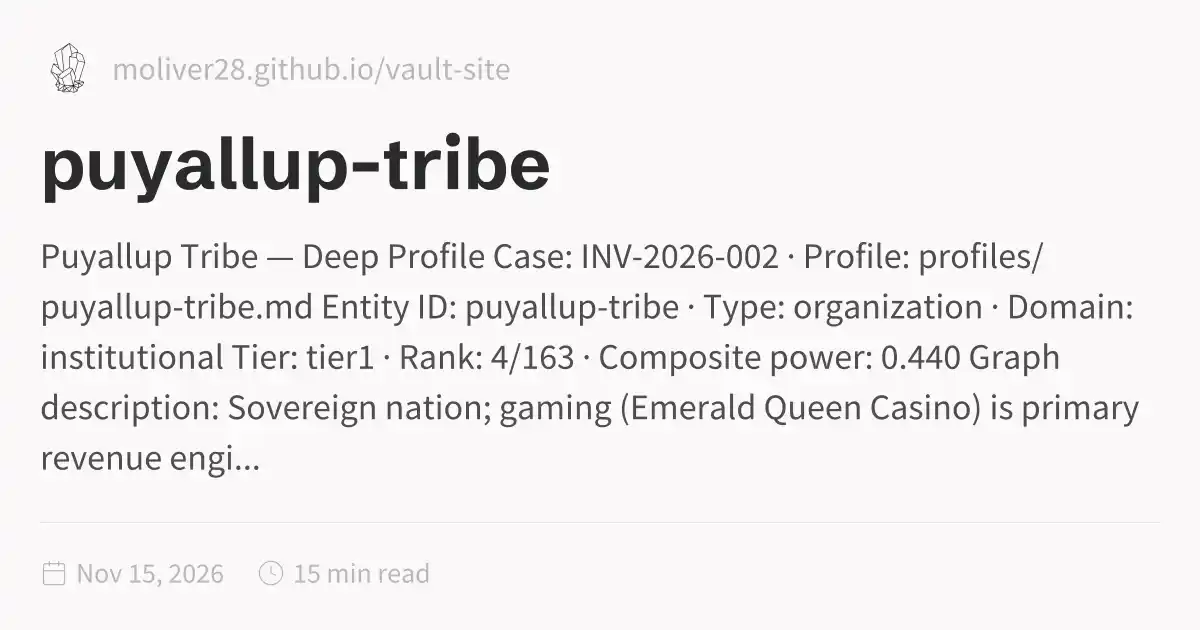 moliver28.github.io/vault-site
puyallup-tribe
Puyallup Tribe — Deep Profile Case: INV-2026-002 · Profile: profiles/
puyallup-tribe.md Entity ID: puyallup-tribe · Type: organization · Domain:
institutional Tier: tier1 · Rank: 4/163 · Composite power: 0.440 Graph
description: Sovereign nation; gaming (Emerald Queen Casino) is primary
revenue engi...
Nov 15, 2026 15 min read